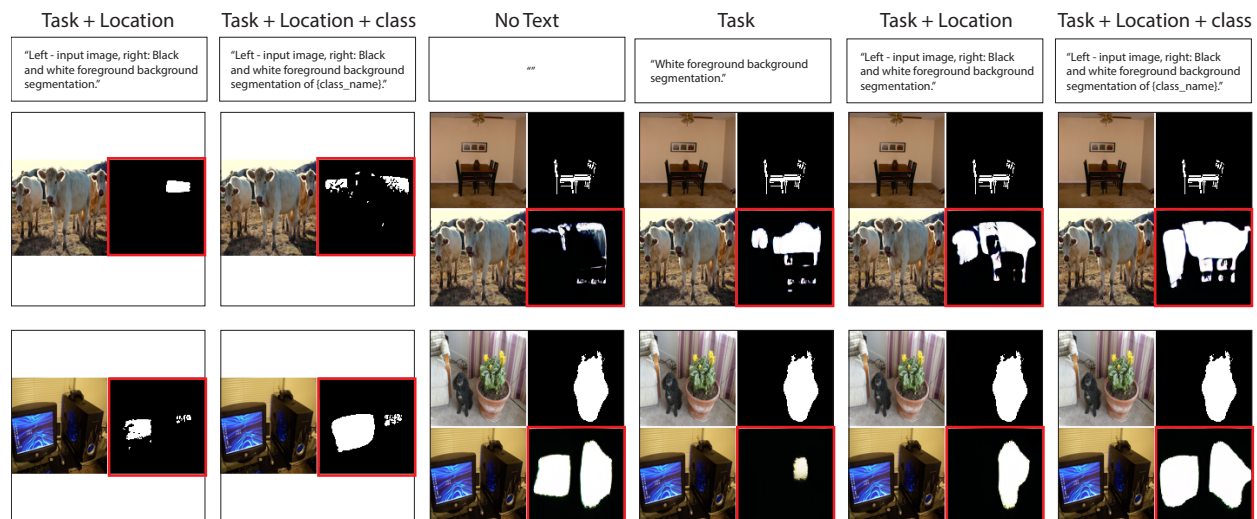 Task + Location
Task + Location + class
No Text
Task
Task + Location
Task + Location + class
“Left - input image, right: Black
and white foreground background
segmentation.”
“Left - input image, right: Black
and white foreground background
segmentation of {class_name}.”
“”
“White foreground background
segmentation.”
“Left - input image, right: Black
and white foreground background
segmentation.”
“Left - input image, right: Black
and white foreground background
segmentation of {class_name}.”